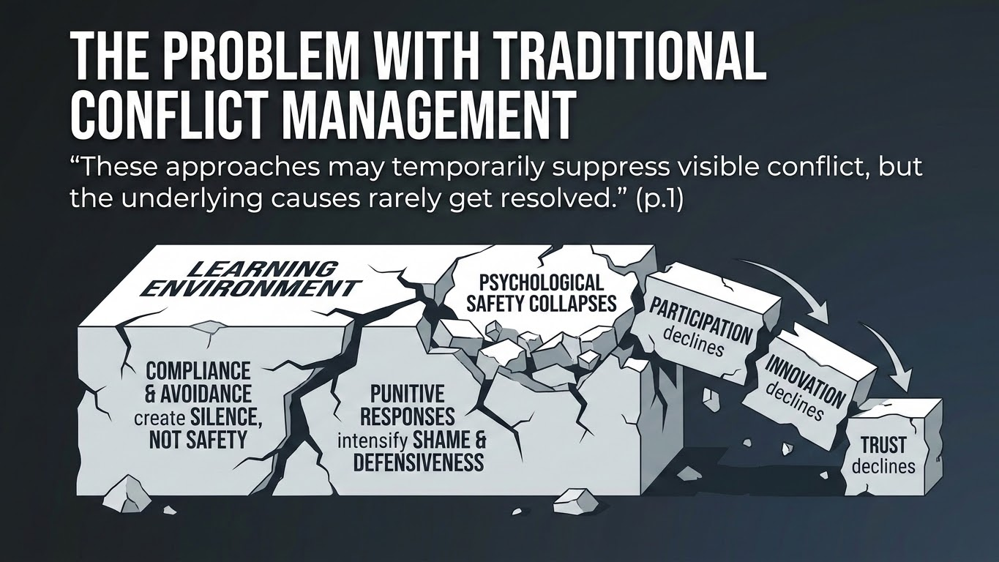 THE PROBLEM WITH TRADITIONAL
CONFLICT MANAGEMENT
“These approaches may temporarily suppress visible conflict, but
the underlying causes rarely get resolved.” (p.1)
LEARNING
ENVIRONMENT
COMPLIANCE
& AVOIDANCE
create SILENCE,
NOT SAFETY
PUNITIVE
RESPONSES
intensify SHAME &
DEFENSIVENESS
PSYCHOLOGICAL
SAFETY COLLAPSES
PARTICIPATION
declines
INNOVATION
declines
TRUST
declines